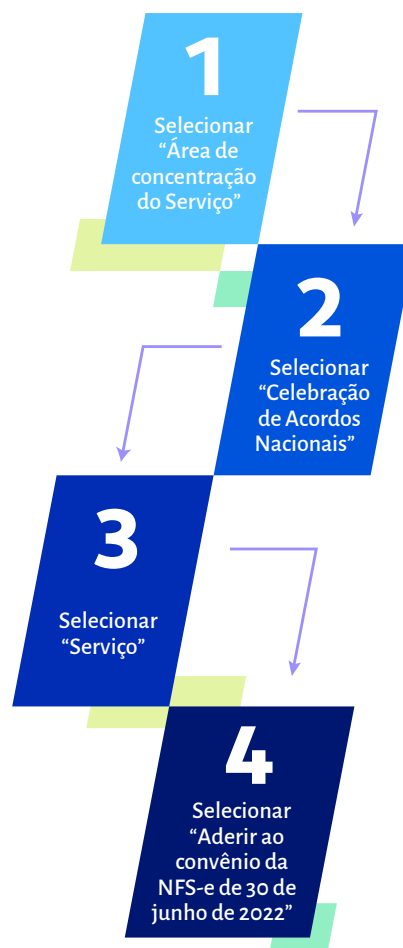 1
Selecionar
“Área de
concentração
do Serviço”
2
Selecionar
“Celebração
de Acordos
Nacionais”
3
Selecionar
“Serviço”
4
Selecionar
“Aderir ao
convênio da
NFS-e de 30 de
junho de 2022”